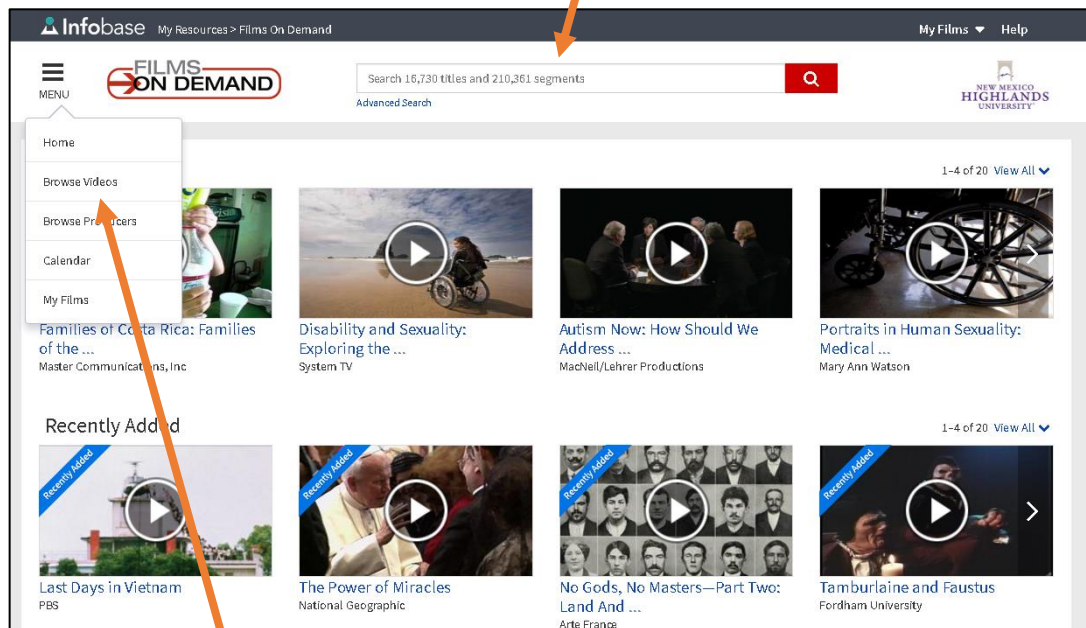 Infobase My Resources > Films On Demand My Films Help
MENU
FILMS
ON DEMAND
Search 16,730 titles and 210,361 segments
Advanced Search
NEW MEXICO
HIGHLANDS
UNIVERSITY
Home
Browse Videos
Browse Producers
Calendar
My Films
1-4 of 20 View All
Families of Costa Rica: Families
of the ...
Master Communications, Inc
Disability and Sexuality:
Exploring the ...
System TV
Autism Now: How Should We
Address ...
MacNeil/Lehrer Productions
Portraits in Human Sexuality:
Medical ...
Mary Ann Watson
Recently Added
1-4 of 20 View All
Recently Added
Last Days in Vietnam
PBS
Recently Added
The Power of Miracles
National Geographic
Recently Added
No Gods, No Masters—Part Two:
Land And ...
Arte France
Recently Added
Tamburlaine and Faustus
Fordham University